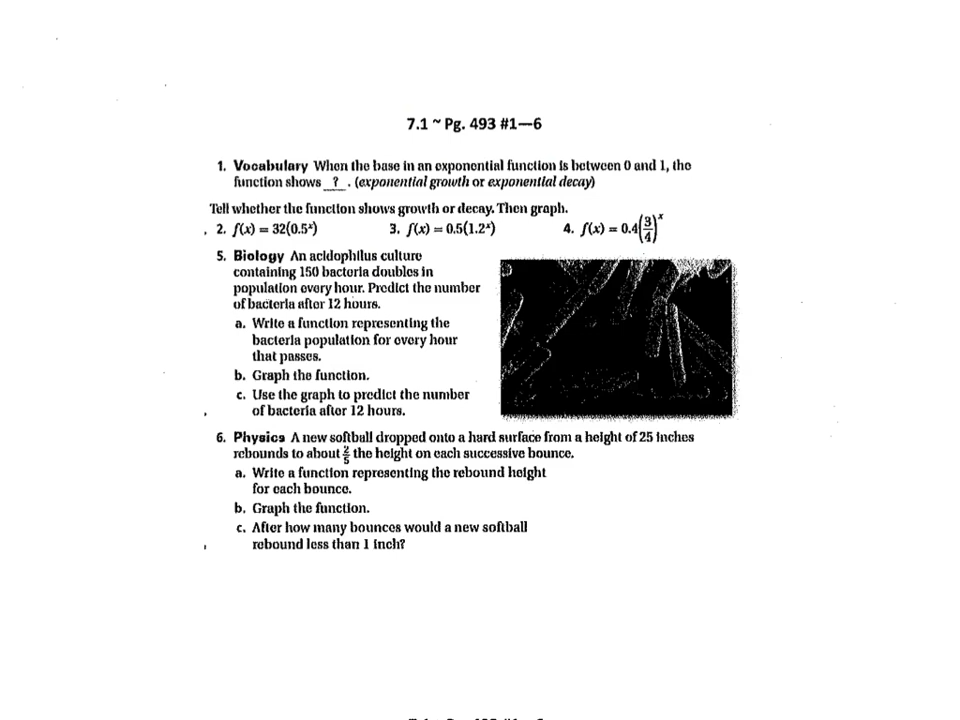 7.1 ~ Pg. 493 #1—6
1. Vocabulary When the base in an exponential function is between 0 and 1, the
function shows ? . (exponential growth or exponential decay)
Tell whether the function shows growth or decay. Then graph.
2. f(x) = 32(0.5ˣ) 3. f(x) = 0.5(1.2ˣ) 4. f(x) = 0.4(3/4)ˣ
5. Biology An acidophilus culture
containing 150 bacteria doubles in
population every hour. Predict the number
of bacteria after 12 hours.
a. Write a function representing the
bacteria population for every hour
that passes.
b. Graph the function.
c. Use the graph to predict the number
of bacteria after 12 hours.
6. Physics A new softball dropped onto a hard surface from a height of 25 inches
rebounds to about 2/5 the height on each successive bounce.
a. Write a function representing the rebound height
for each bounce.
b. Graph the function.
c. After how many bounces would a new softball
rebound less than 1 inch?